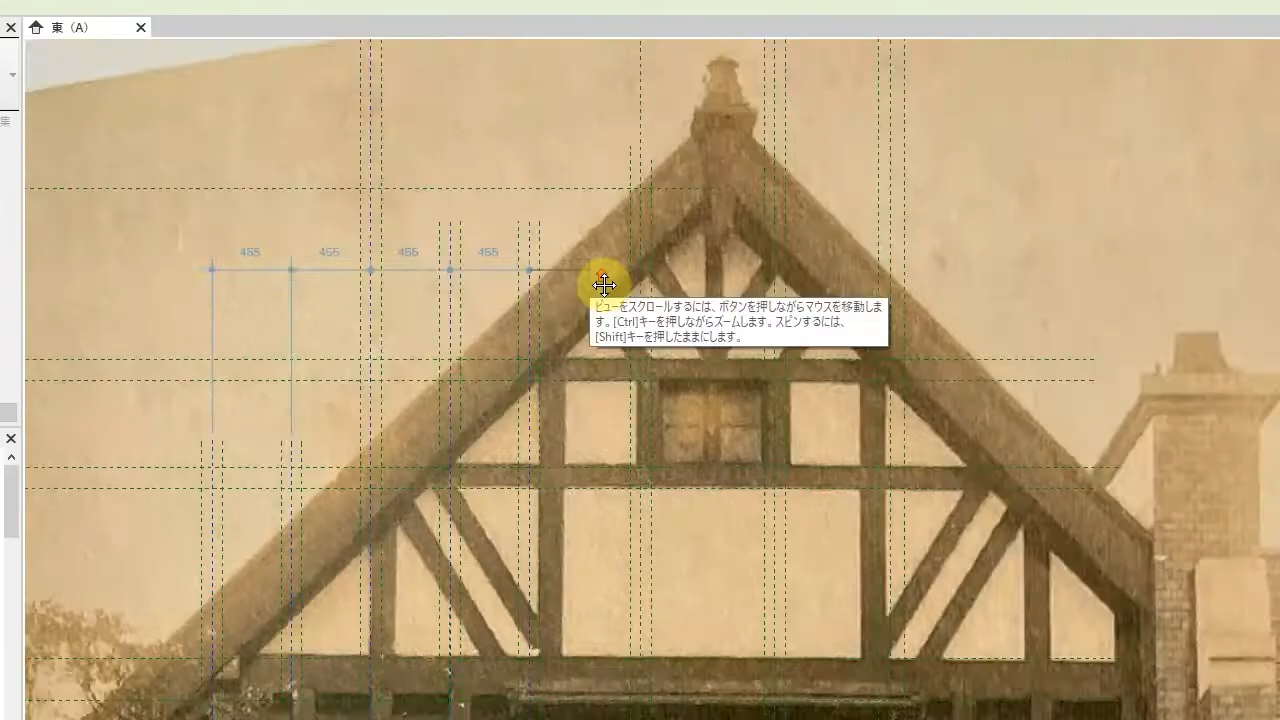 東（A）
集
455 455 455 455
ビューをスクロールするには、ボタンを押しながらマウスを移動しま
す。[Ctrl]キーを押しながらズームします。スピンするには、
[Shift]キーを押したままにします。